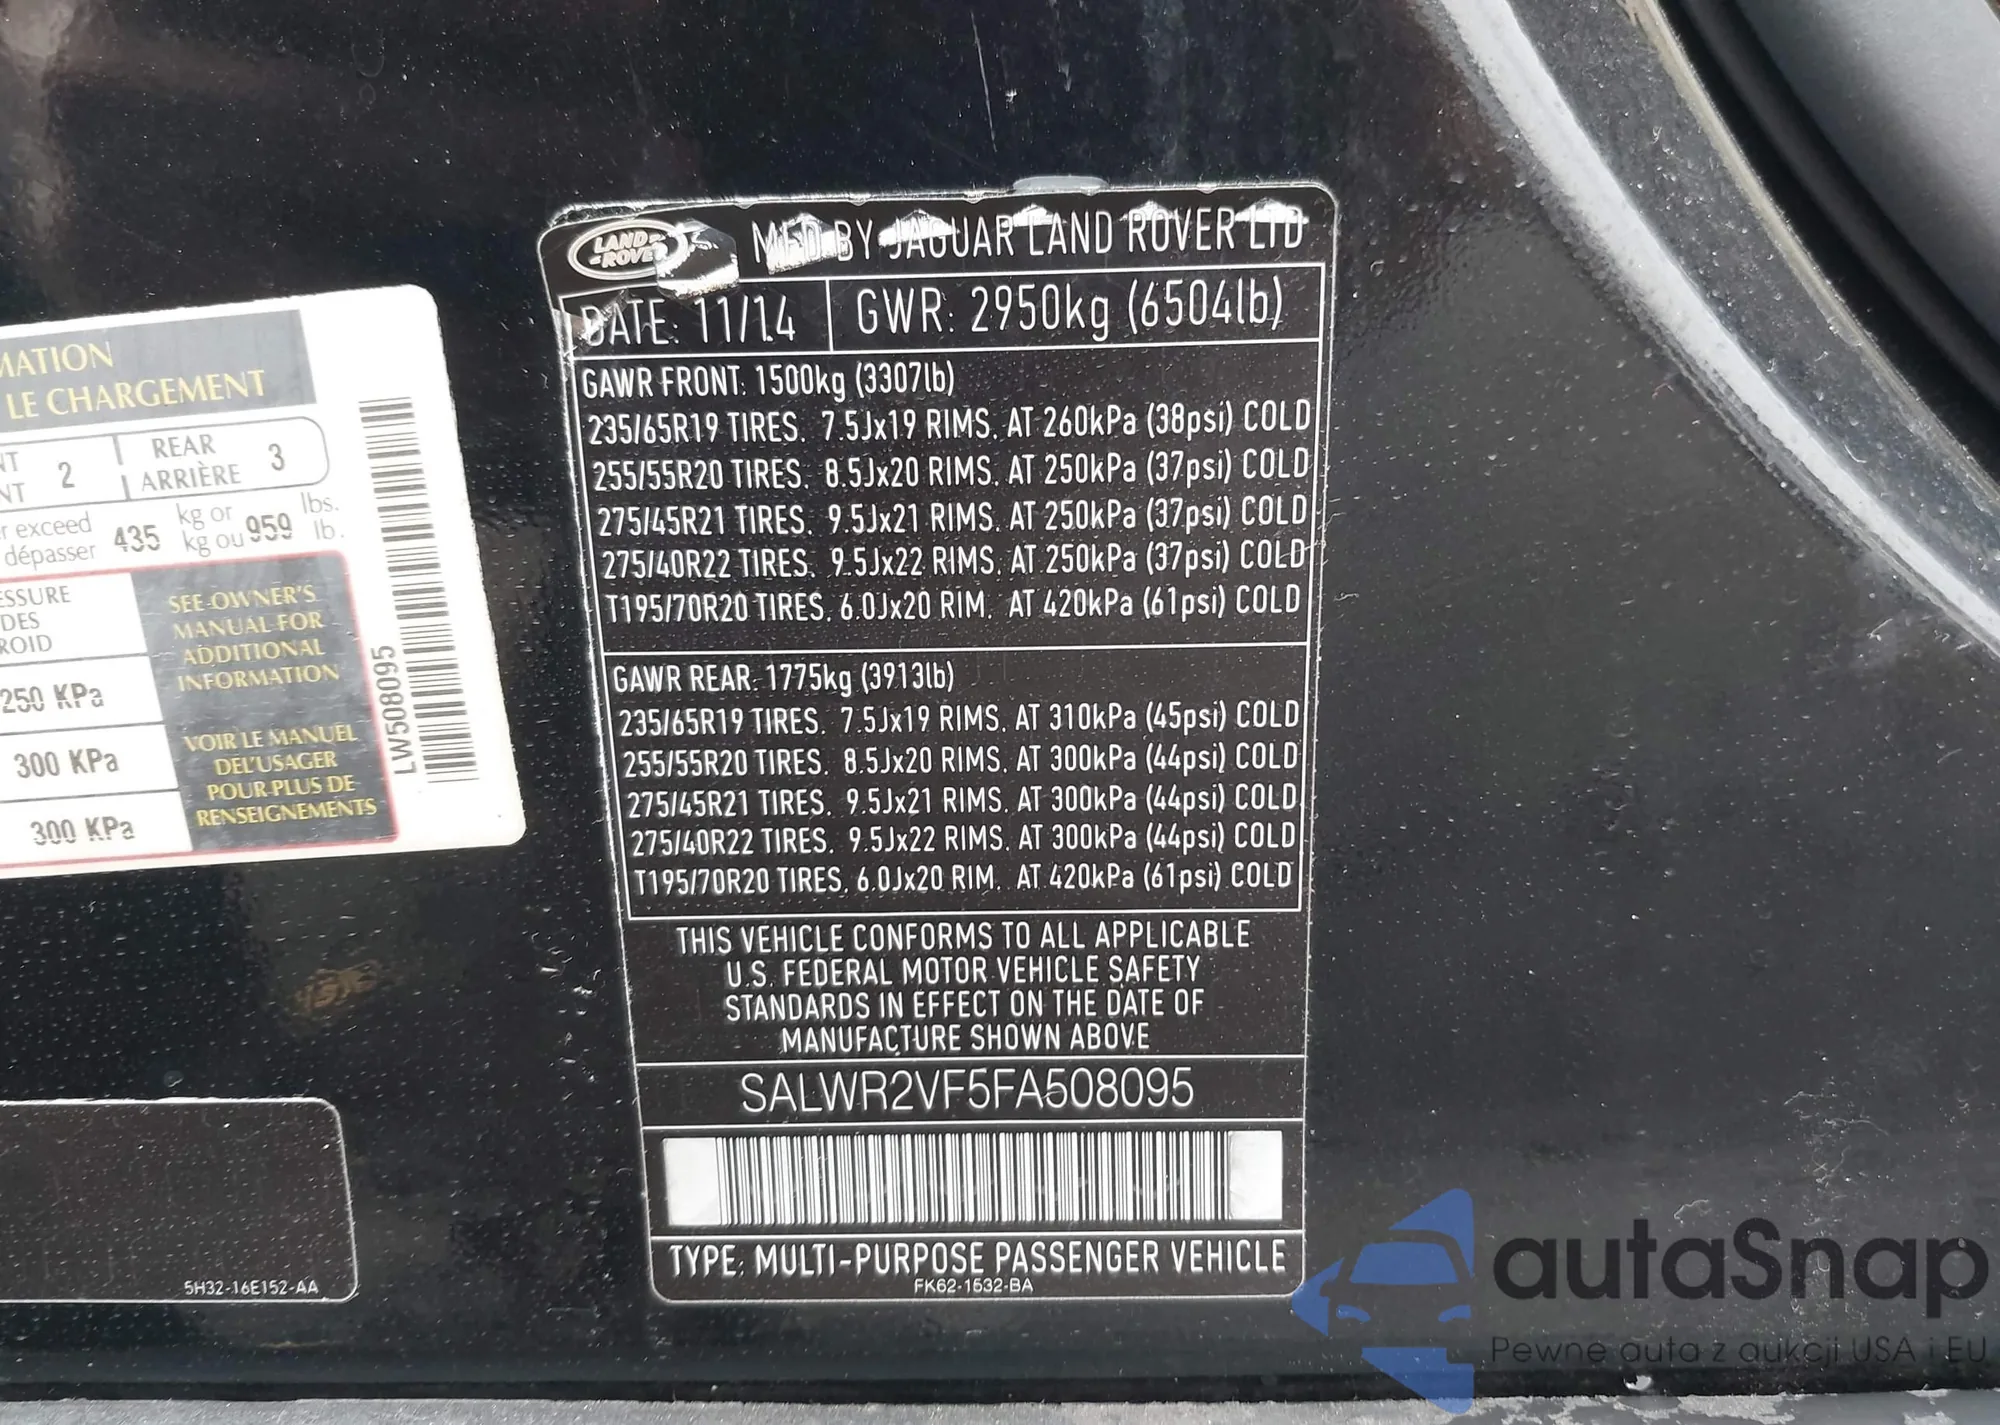 MATION
LE CHARGEMENT
NT 2 REAR 3
NT ARRIÈRE
r exceed 435 kg or 959 lbs.
dépasser kg ou lb.
ESSURE
DES
ROID
250 KPa
300 KPa
300 KPa
SEE OWNER'S
MANUAL FOR
ADDITIONAL
INFORMATION
VOIR LE MANUEL
DE L'USAGER
POUR PLUS DE
RENSEIGNEMENTS
LW508095
5H32-16E152-AA
LAND-
-ROVER
MFD BY JAGUAR LAND ROVER LTD
DATE: 11/14 GWR: 2950kg (6504lb)
GAWR FRONT: 1500kg (3307lb)
235/65R19 TIRES. 7.5Jx19 RIMS. AT 260kPa (38psi) COLD
255/55R20 TIRES. 8.5Jx20 RIMS. AT 250kPa (37psi) COLD
275/45R21 TIRES. 9.5Jx21 RIMS. AT 250kPa (37psi) COLD
275/40R22 TIRES. 9.5Jx22 RIMS. AT 250kPa (37psi) COLD
T195/70R20 TIRES. 6.0Jx20 RIM. AT 420kPa (61psi) COLD
GAWR REAR: 1775kg (3913lb)
235/65R19 TIRES. 7.5Jx19 RIMS. AT 310kPa (45psi) COLD
255/55R20 TIRES. 8.5Jx20 RIMS. AT 300kPa (44psi) COLD
275/45R21 TIRES. 9.5Jx21 RIMS. AT 300kPa (44psi) COLD
275/40R22 TIRES. 9.5Jx22 RIMS. AT 300kPa (44psi) COLD
T195/70R20 TIRES. 6.0Jx20 RIM. AT 420kPa (61psi) COLD
THIS VEHICLE CONFORMS TO ALL APPLICABLE
U.S. FEDERAL MOTOR VEHICLE SAFETY
STANDARDS IN EFFECT ON THE DATE OF
MANUFACTURE SHOWN ABOVE
SALWR2VF5FA508095
TYPE: MULTI-PURPOSE PASSENGER VEHICLE
FK62-1532-BA
autaSnap
Pewne auta z aukcji USA i EU